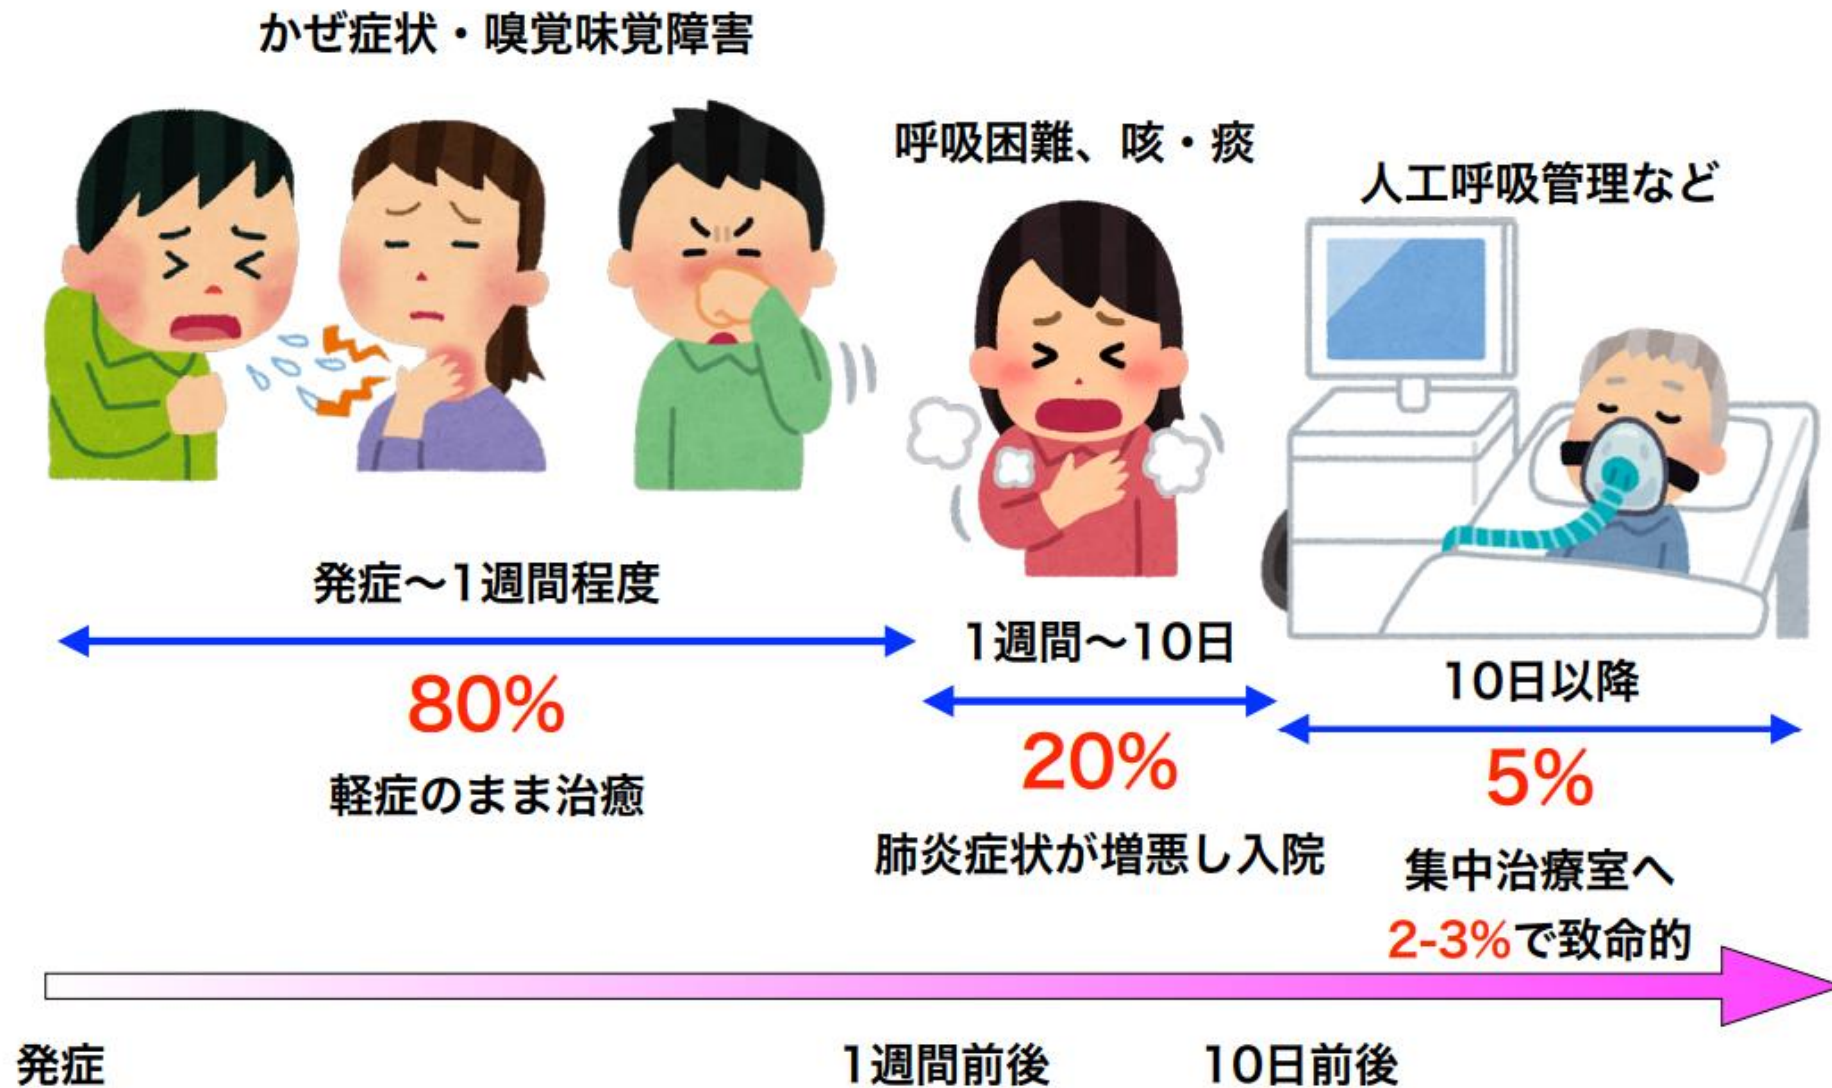 かぜ症状・嗅覚味覚障害
発症〜1週間程度
80%
軽症のまま治癒
呼吸困難、咳・痰
1週間〜10日
20%
肺炎症状が増悪し入院
人工呼吸管理など
10日以降
5%
集中治療室へ
2-3%で致命的
発症
1週間前後
10日前後